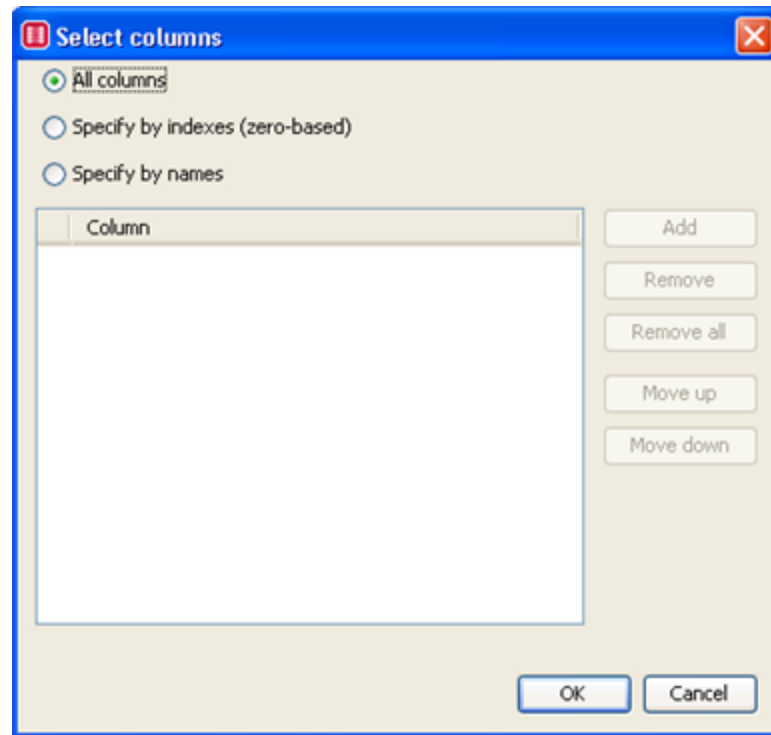 Select columns
All columns
Specify by indexes (zero-based)
Specify by names
Column
Add
Remove
Remove all
Move up
Move down
OK
Cancel